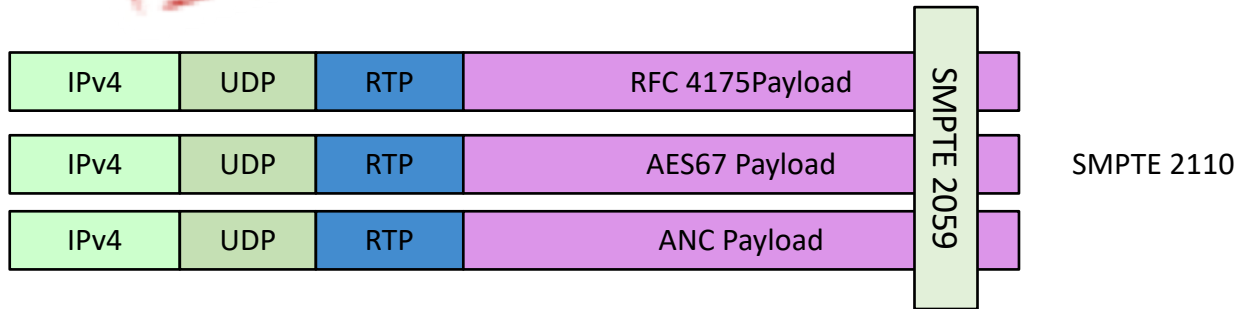 IPv4 UDP RTP RFC 4175Payload
IPv4 UDP RTP AES67 Payload
IPv4 UDP RTP ANC Payload
SMPTE 2059
SMPTE 2110